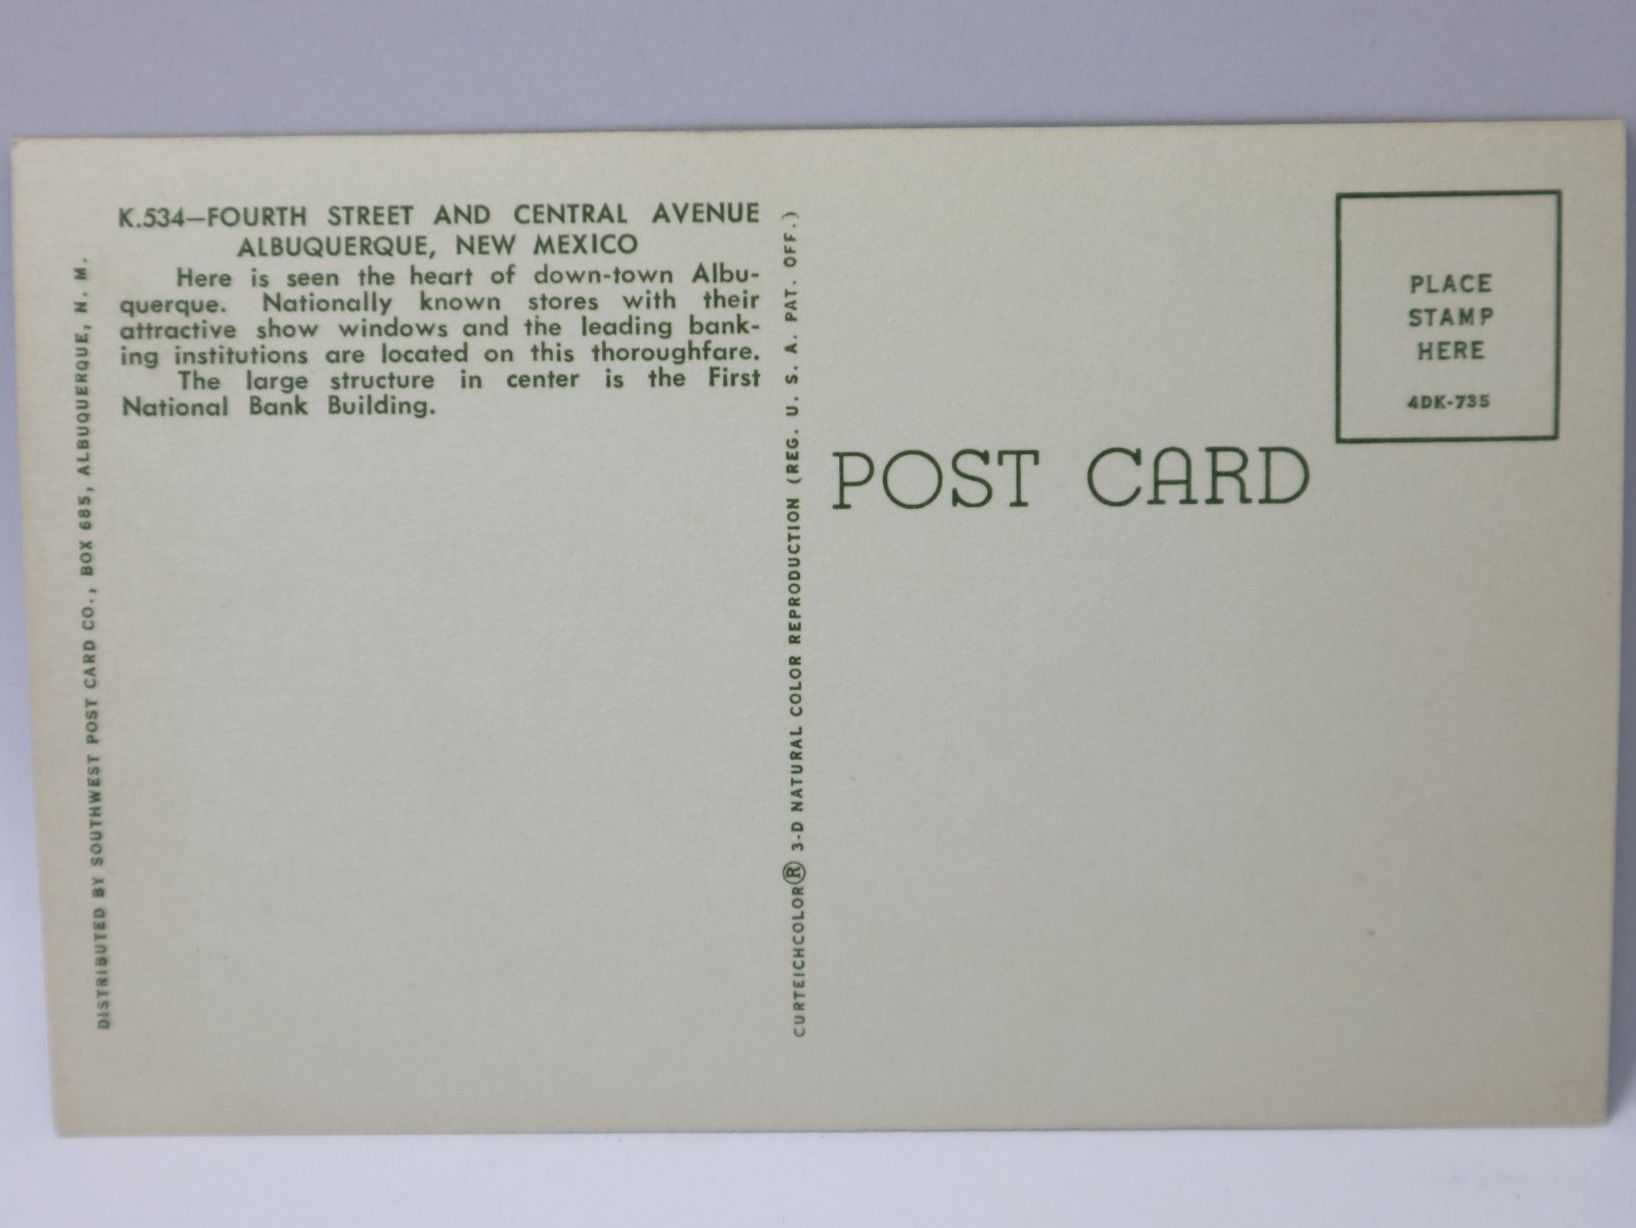 K.534—FOURTH STREET AND CENTRAL AVENUE
ALBUQUERQUE, NEW MEXICO
Here is seen the heart of down-town Albu-
querque. Nationally known stores with their
attractive show windows and the leading bank-
ing institutions are located on this thoroughfare.
The large structure in center is the First
National Bank Building.
DISTRIBUTED BY SOUTHWEST POST CARD CO., BOX 685, ALBUQUERQUE, N. M.
CURTEICHCOLOR® 3-D NATURAL COLOR REPRODUCTION (REG. U. S. A. PAT. OFF.)
POST CARD
PLACE
STAMP
HERE
4DK-735